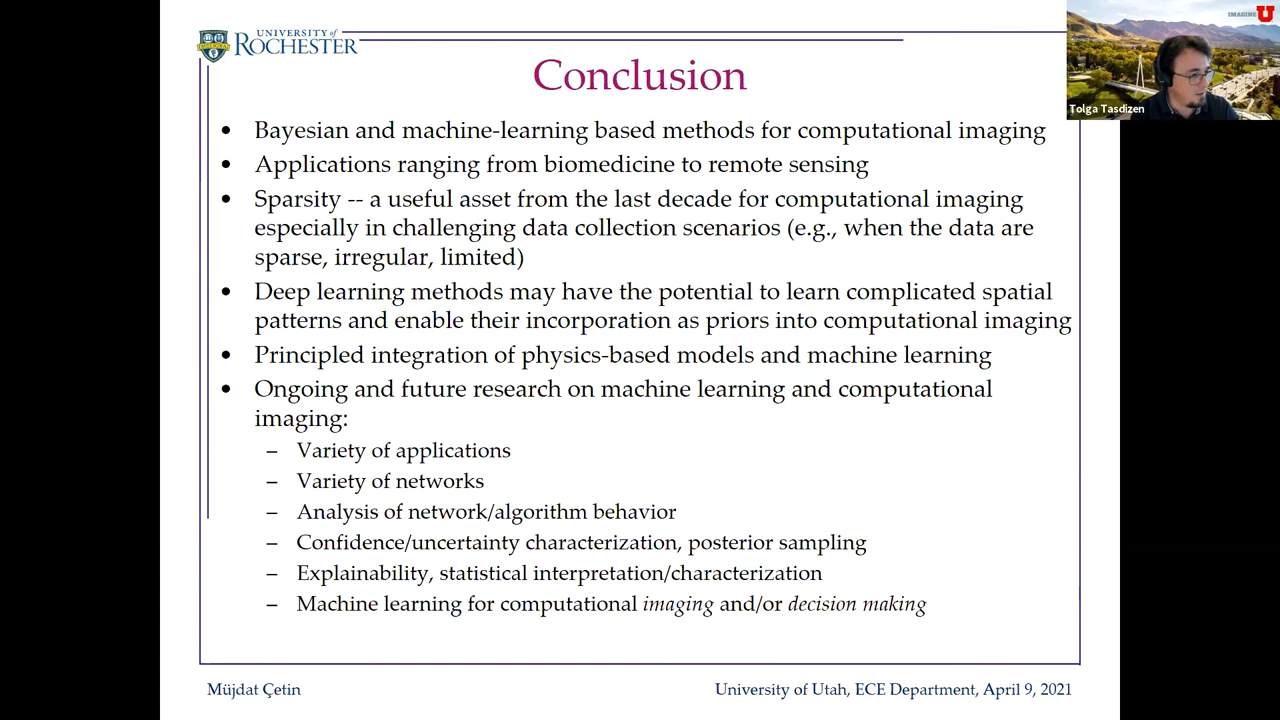 UNIVERSITY of
ROCHESTER
IMAGINE U
Tolga Tasdizen
Conclusion
• Bayesian and machine-learning based methods for computational imaging
• Applications ranging from biomedicine to remote sensing
• Sparsity -- a useful asset from the last decade for computational imaging
especially in challenging data collection scenarios (e.g., when the data are
sparse, irregular, limited)
• Deep learning methods may have the potential to learn complicated spatial
patterns and enable their incorporation as priors into computational imaging
• Principled integration of physics-based models and machine learning
• Ongoing and future research on machine learning and computational
imaging:
– Variety of applications
– Variety of networks
– Analysis of network/algorithm behavior
– Confidence/uncertainty characterization, posterior sampling
– Explainability, statistical interpretation/characterization
– Machine learning for computational imaging and/or decision making
Müjdat Çetin
University of Utah, ECE Department, April 9, 2021